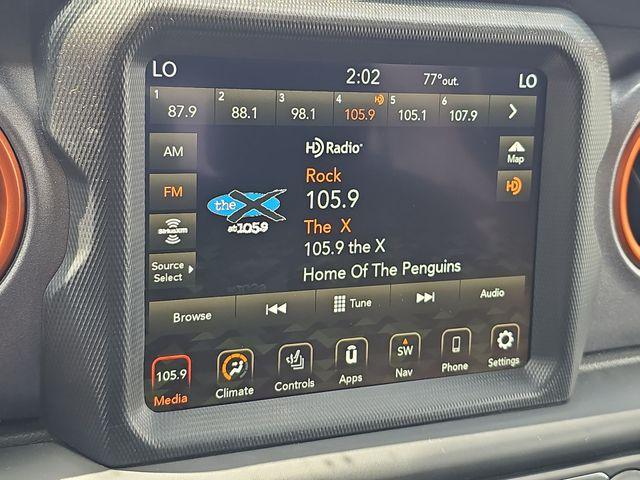 LO 2:02 77°out. LO
1 87.9 2 88.1 3 98.1 4 105.9 HD 5 105.1 6 107.9
AM
HD Radio
Map
FM
Rock
HD
the X
at 105.9
105.9
SiriusXM
The X
105.9 the X
Source
Select
Home Of The Penguins
Browse Tune Audio
105.9 SW
Media Climate Controls Apps Nav Phone Settings